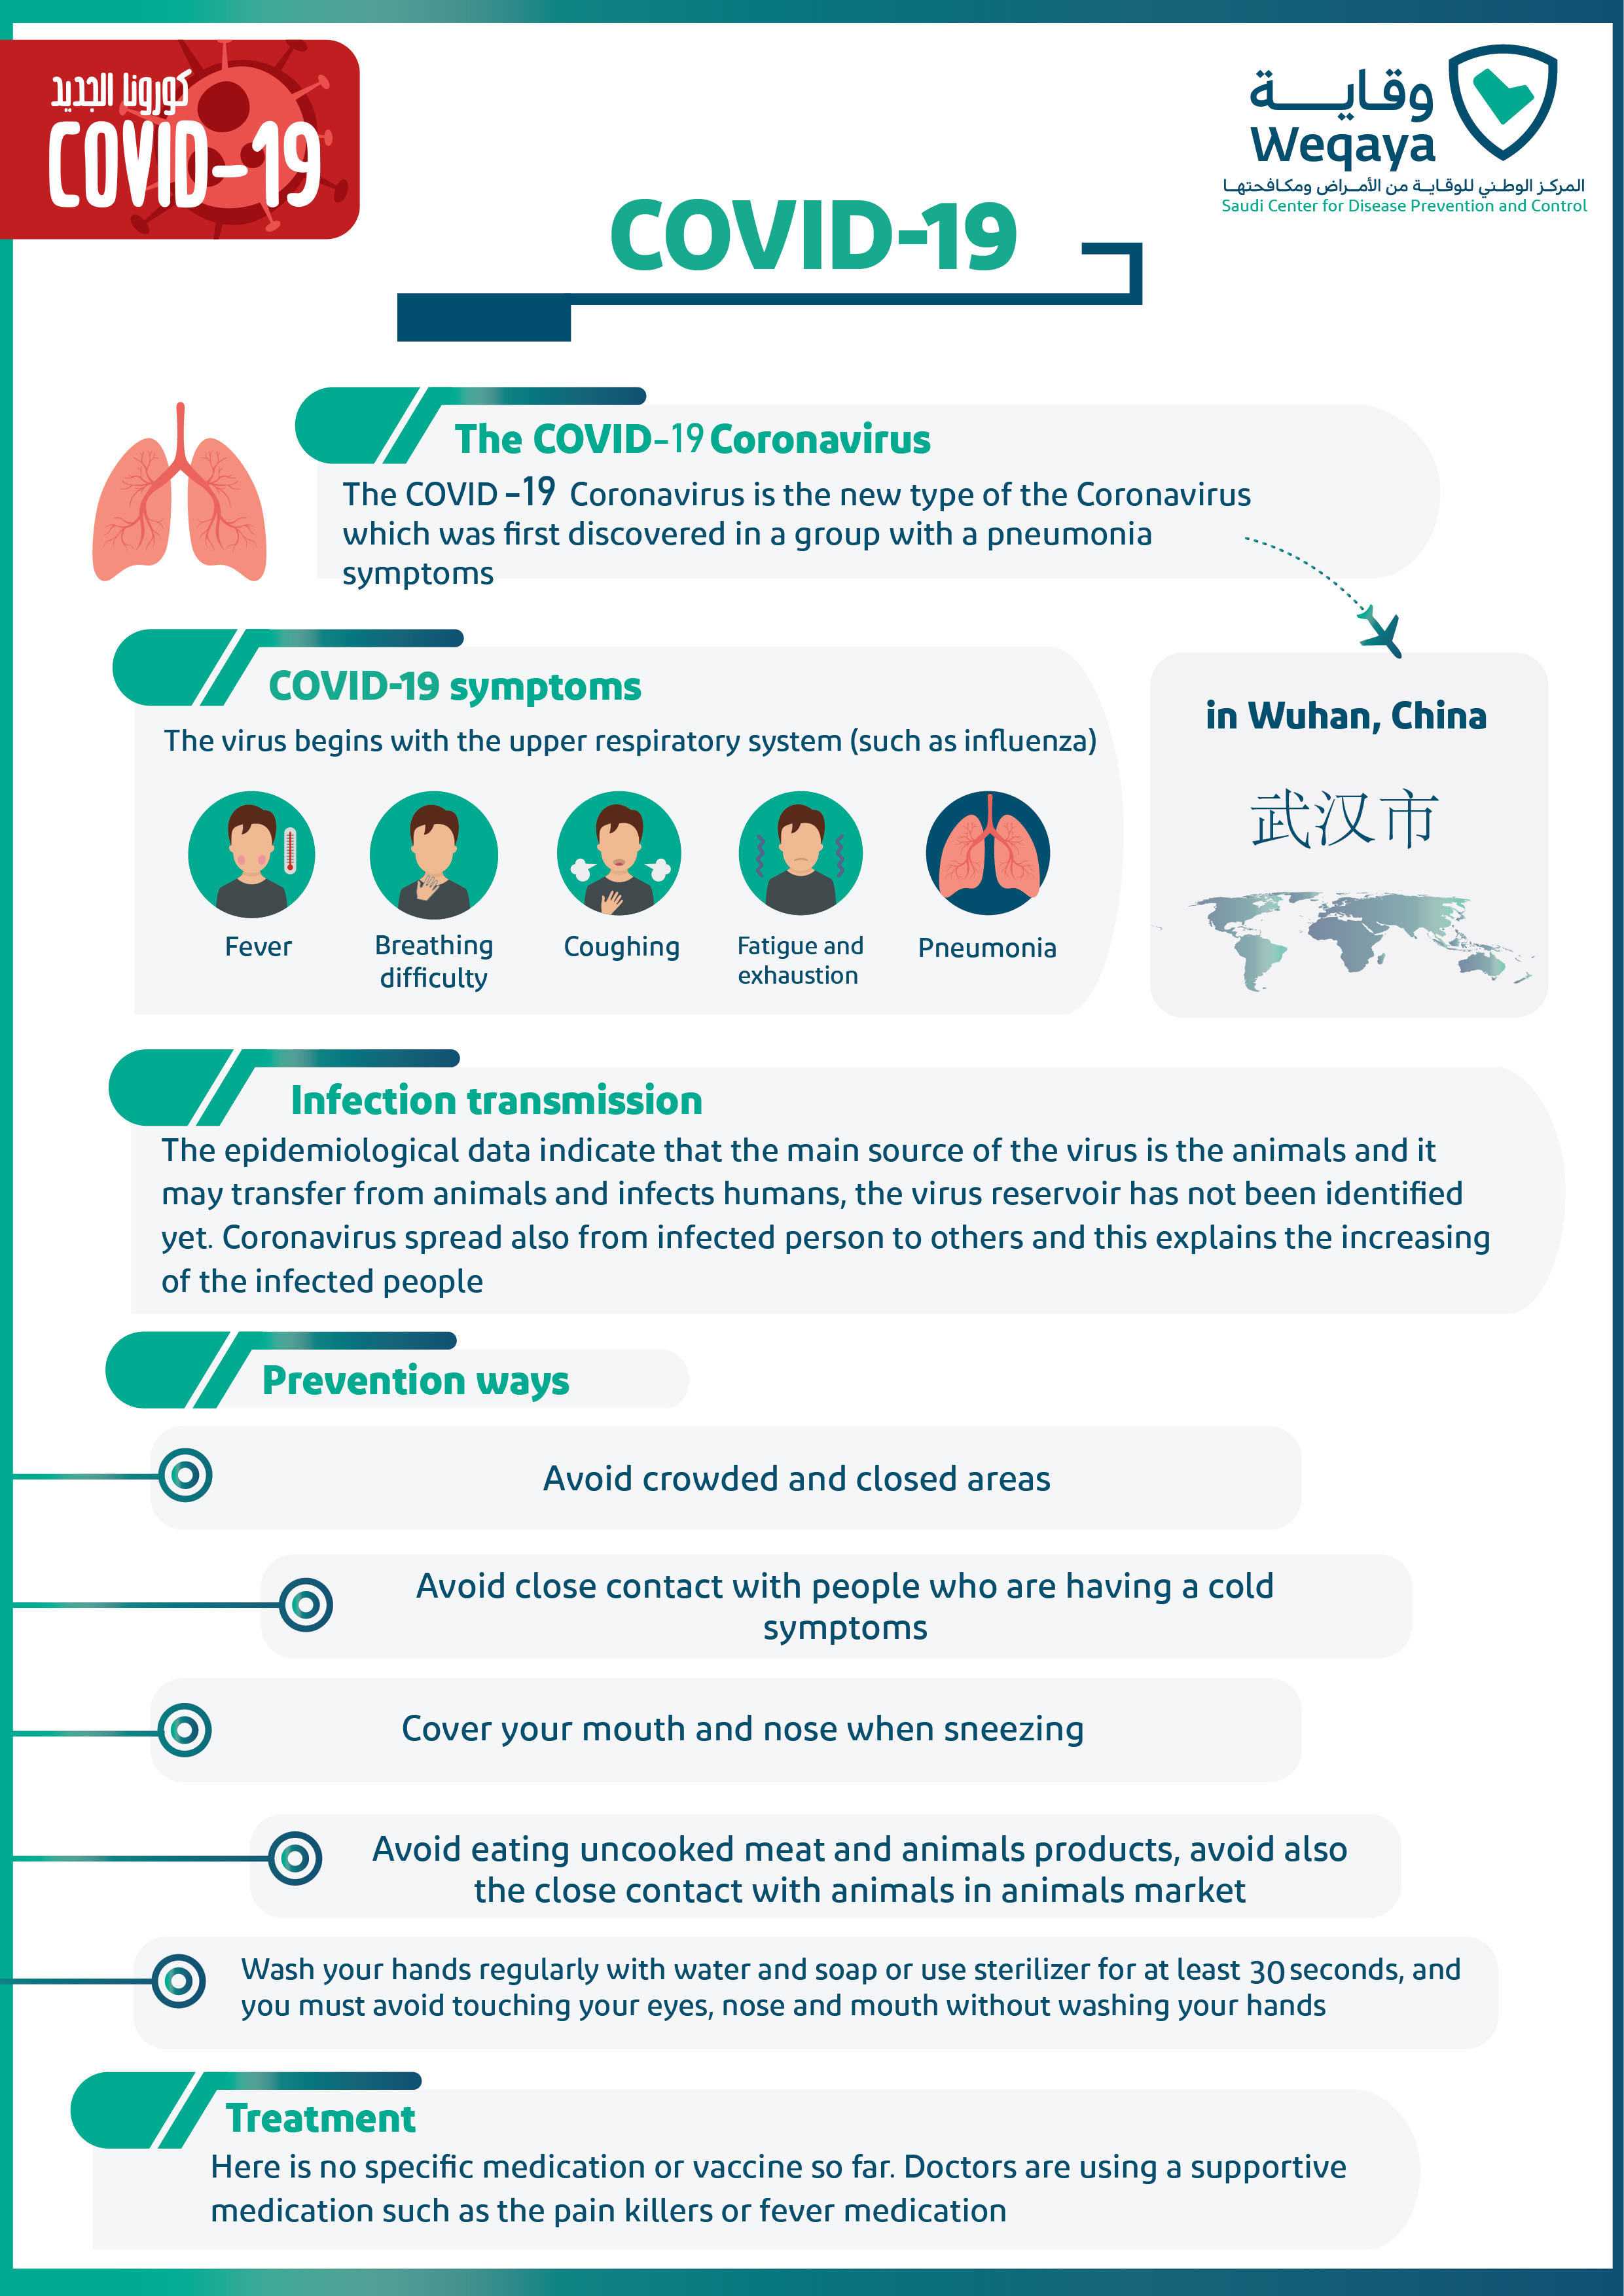 كورونا الجديد
COVID-19
وقـايــــة
Weqaya
المركـز الوطـني للوقـايـة من الأمـراض ومكـافحتهـا
Saudi Center for Disease Prevention and Control
COVID-19
The COVID-19 Coronavirus
The COVID -19 Coronavirus is the new type of the Coronavirus
which was first discovered in a group with a pneumonia
symptoms
in Wuhan, China
武汉市
COVID-19 symptoms
The virus begins with the upper respiratory system (such as influenza)
Fever
Breathing
difficulty
Coughing
Fatigue and
exhaustion
Pneumonia
Infection transmission
The epidemiological data indicate that the main source of the virus is the animals and it
may transfer from animals and infects humans, the virus reservoir has not been identified
yet. Coronavirus spread also from infected person to others and this explains the increasing
of the infected people
Prevention ways
Avoid crowded and closed areas
Avoid close contact with people who are having a cold
symptoms
Cover your mouth and nose when sneezing
Avoid eating uncooked meat and animals products, avoid also
the close contact with animals in animals market
Wash your hands regularly with water and soap or use sterilizer for at least 30 seconds, and
you must avoid touching your eyes, nose and mouth without washing your hands
Treatment
Here is no specific medication or vaccine so far. Doctors are using a supportive
medication such as the pain killers or fever medication